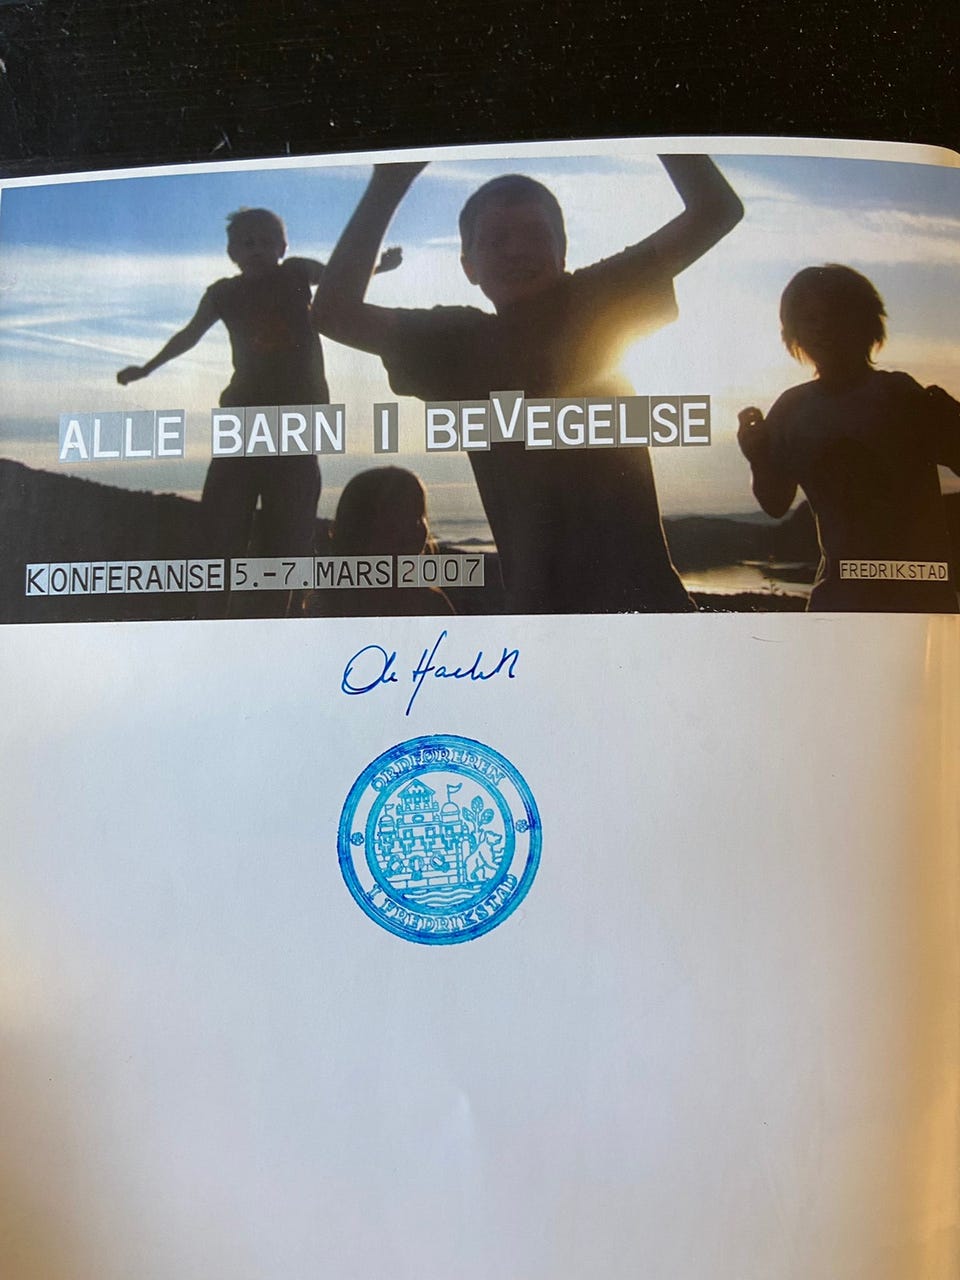 ALLE BARN I BEVEGELSE
KONFERANSE 5.-7.MARS 2007
FREDRIKSTAD
ORDFØREREN
I FREDRIKSTAD